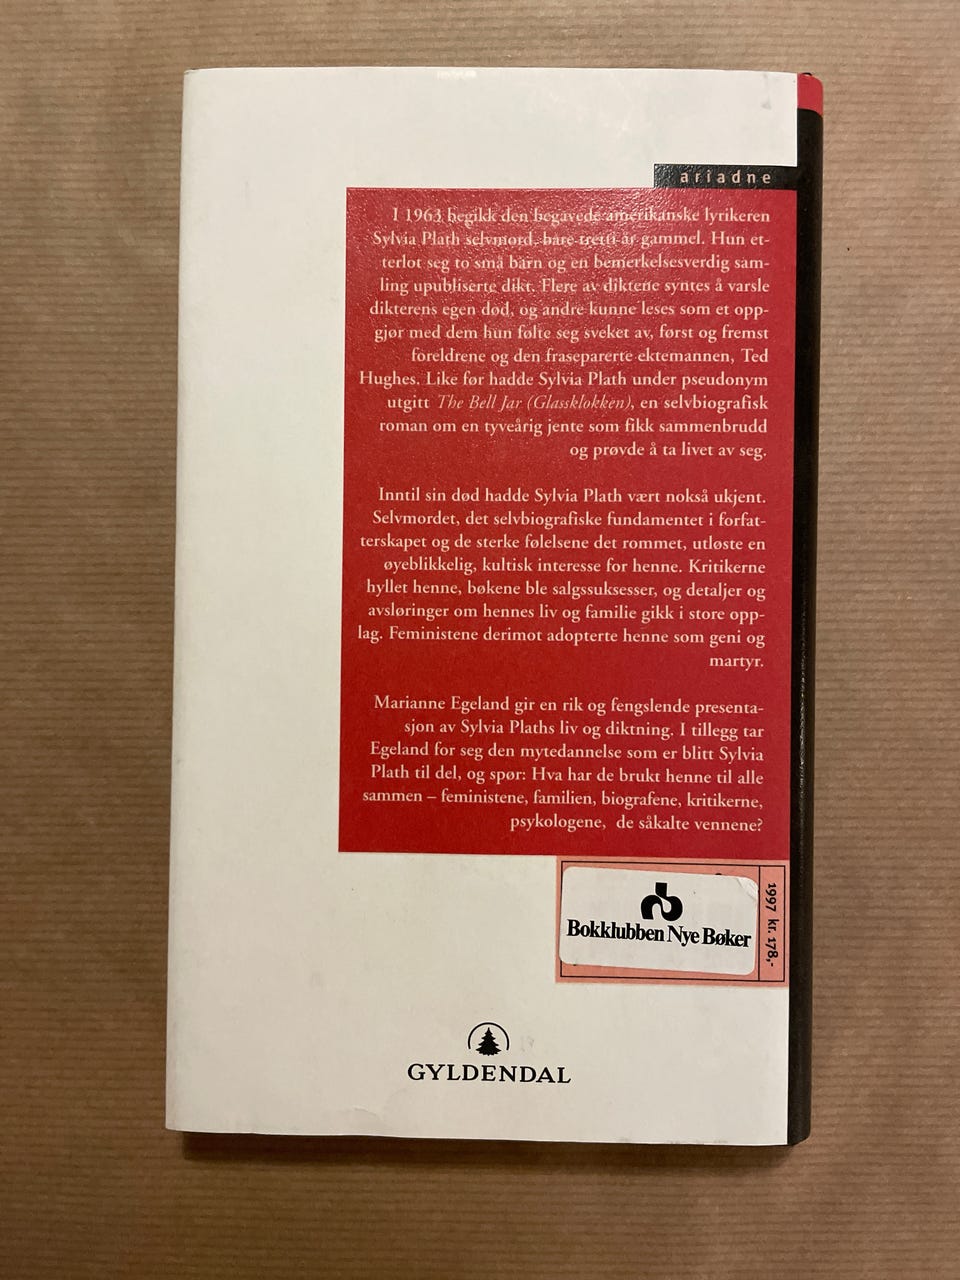 ariadne
I 1963 begikk den begavede amerikanske lyrikeren
Sylvia Plath selvmord, bare tretti år gammel. Hun et-
terlot seg to små barn og en bemerkelsesverdig sam-
ling upubliserte dikt. Flere av diktene syntes å varsle
dikterens egen død, og andre kunne leses som et opp-
gjør med dem hun følte seg sveket av, først og fremst
foreldrene og den fraseparerte ektemannen, Ted
Hughes. Like før hadde Sylvia Plath under pseudonym
utgitt The Bell Jar (Glassklokken), en selvbiografisk
roman om en tyveårig jente som fikk sammenbrudd
og prøvde å ta livet av seg.
Inntil sin død hadde Sylvia Plath vært nokså ukjent.
Selvmordet, det selvbiografiske fundamentet i forfat-
terskapet og de sterke følelsene det rommet, utløste en
øyeblikkelig, kultisk interesse for henne. Kritikerne
hyllet henne, bøkene ble salgssuksesser, og detaljer og
avsløringer om hennes liv og familie gikk i store opp-
lag. Feministene derimot adopterte henne som geni og
martyr.
Marianne Egeland gir en rik og fengslende presenta-
sjon av Sylvia Plaths liv og diktning. I tillegg tar
Egeland for seg den mytedannelse som er blitt Sylvia
Plath til del, og spør: Hva har de brukt henne til alle
sammen – feministene, familien, biografene, kritikerne,
psykologene, de såkalte vennene?
Bokklubben Nye Bøker
1997 kr. 178,-
GYLDENDAL